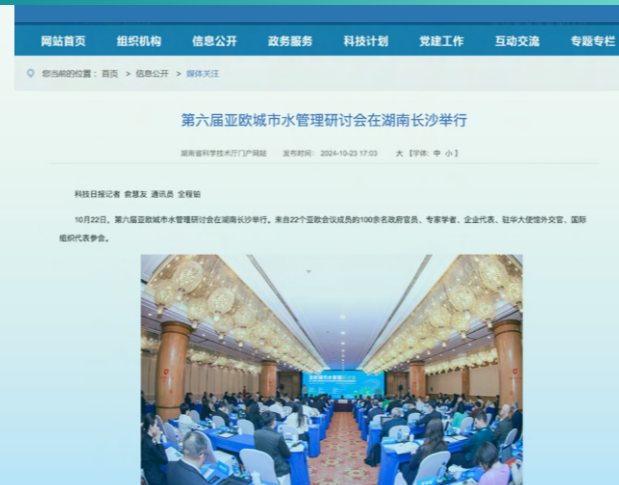 网站首页 组织机构 信息公开 政务服务 科技计划 党建工作 互动交流 专题专栏
您当前的位置： 首页 > 信息公开 > 媒体关注
第六届亚欧城市水管理研讨会在湖南长沙举行
湖南省科学技术厅门户网站 发布时间： 2024-10-23 17:03 大 【字体: 中 小 】
科技日报记者 俞慧友 通讯员 全程铂
10月22日，第六届亚欧城市水管理研讨会在湖南长沙举行。来自22个亚欧会议成员的100余名政府官员、专家学者、企业代表、驻华大使馆外交官、国际
组织代表参会。